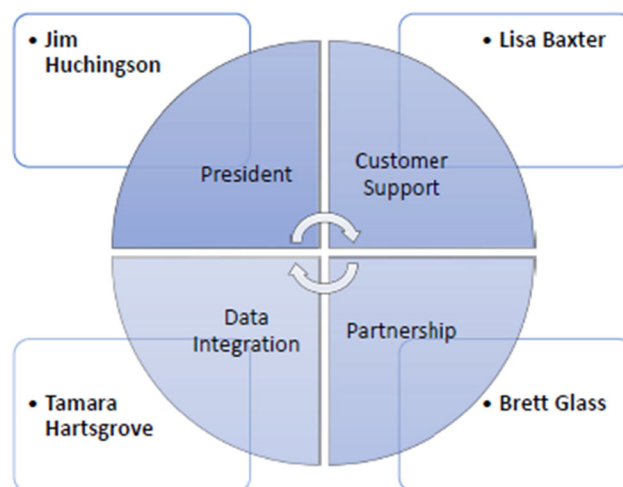 • Jim
Huchingson
• Lisa Baxter
President
Customer
Support
Data
Integration
Partnership
• Tamara
Hartsgrove
• Brett Glass